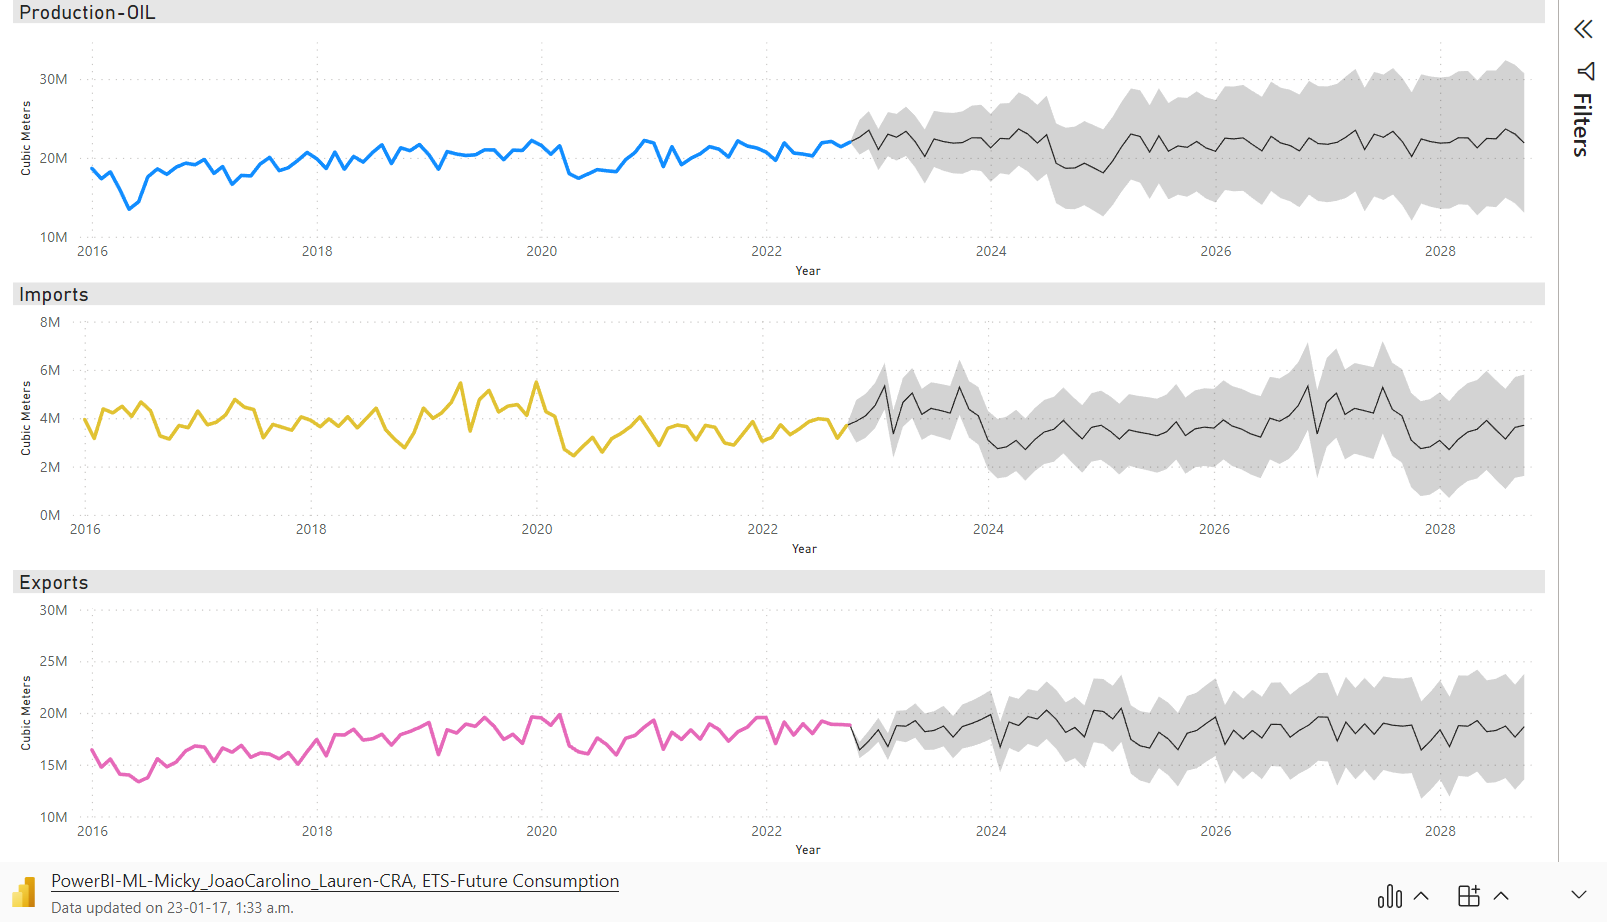 Production-OIL
30M
20M
10M
Cubic Meters
2016 2018 2020 2022 2024 2026 2028
Year
Imports
8M
6M
4M
2M
0M
Cubic Meters
2016 2018 2020 2022 2024 2026 2028
Year
Exports
30M
25M
20M
15M
10M
Cubic Meters
2016 2018 2020 2022 2024 2026 2028
Year
Filters
PowerBI-ML-Micky_JoaoCarolino_Lauren-CRA, ETS-Future Consumption
Data updated on 23-01-17, 1:33 a.m.